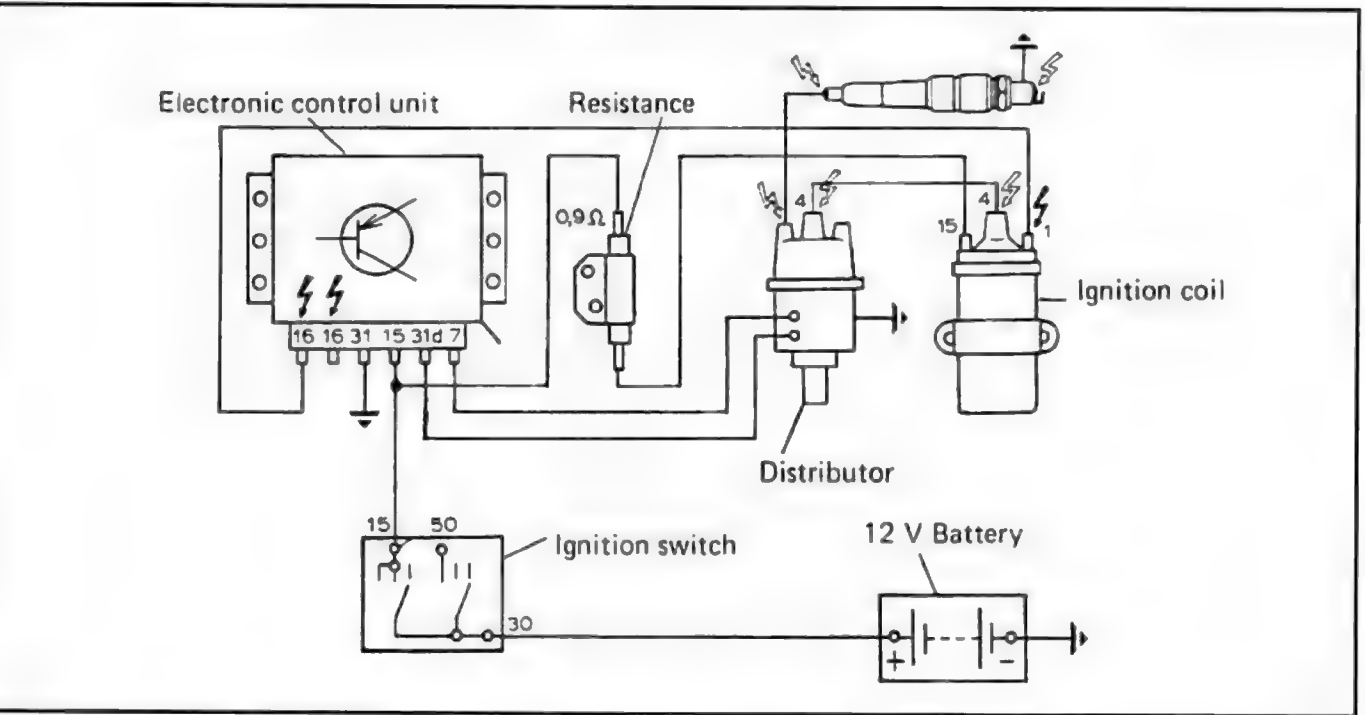 Electronic control unit
Resistance
0,9 Ω
4
4
15
1
Ignition coil
16 16 31 15 31d 7
Distributor
15 50
Ignition switch
12 V Battery
30
+ -